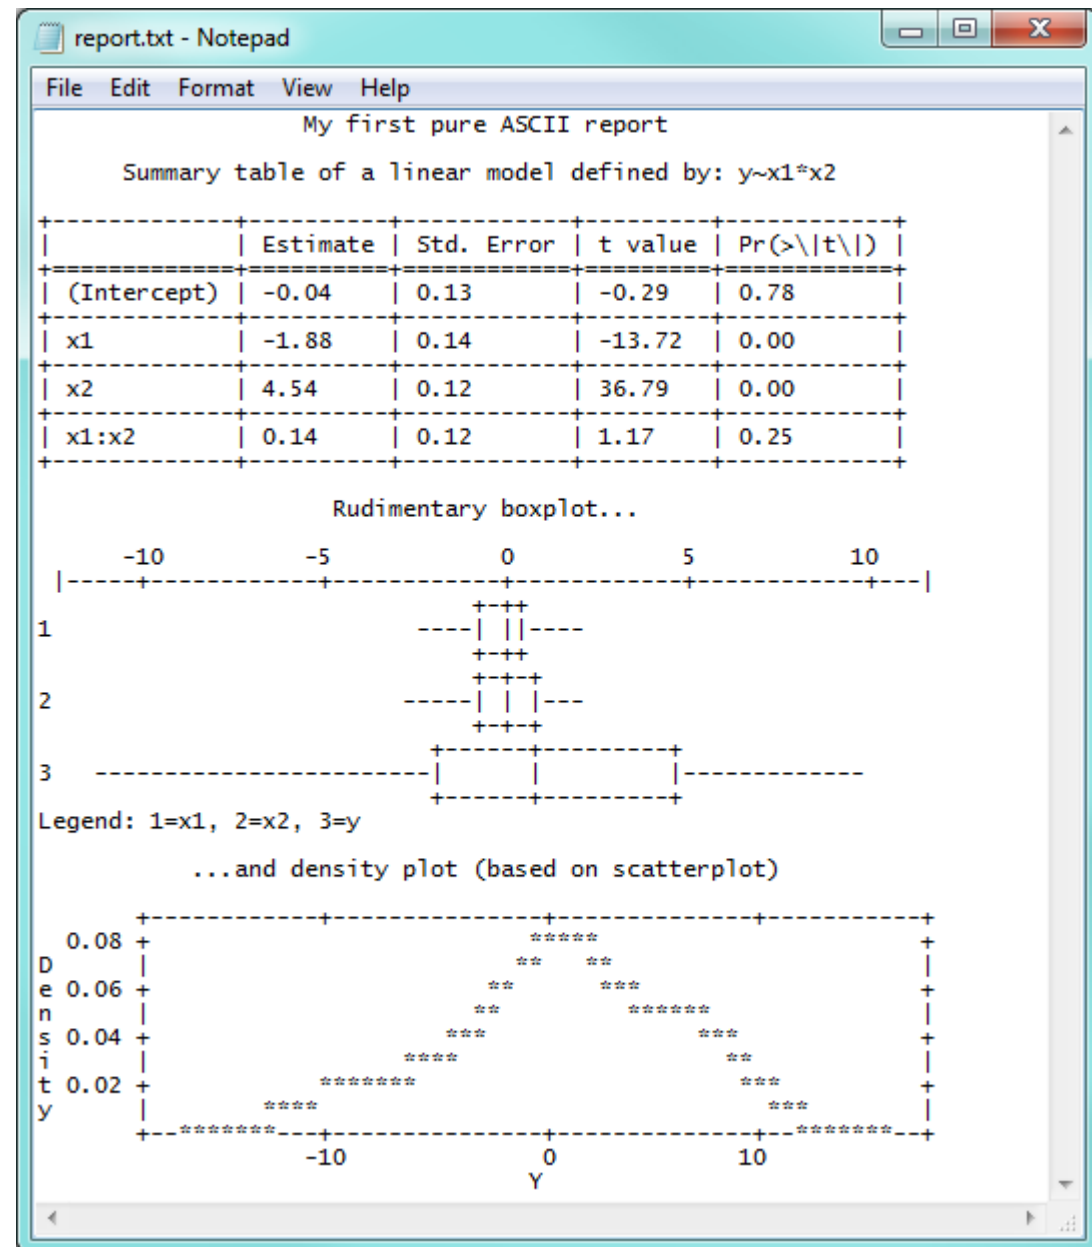 report.txt - Notepad
File Edit Format View Help
                   My first pure ASCII report

      Summary table of a linear model defined by: y~x1*x2

+-------------+----------+------------+---------+------------+
|             | Estimate | Std. Error | t value | Pr(>\|t\|) |
+=============+==========+============+=========+============+
| (Intercept) | -0.04    | 0.13       | -0.29   | 0.78       |
+-------------+----------+------------+---------+------------+
| x1          | -1.88    | 0.14       | -13.72  | 0.00       |
+-------------+----------+------------+---------+------------+
| x2          | 4.54     | 0.12       | 36.79   | 0.00       |
+-------------+----------+------------+---------+------------+
| x1:x2       | 0.14     | 0.12       | 1.17    | 0.25       |
+-------------+----------+------------+---------+------------+

                     Rudimentary boxplot...

      -10          -5            0            5           10
 |-----+------------+------------+------------+------------+---|
                               +-++
1                          ----| ||----
                               +-++
                               +-+-+
2                         -----| | |---
                               +-+-+
                            +------+---------+
3    ------------------------|      |         |-------------
                            +------+---------+
Legend: 1=x1, 2=x2, 3=y

           ...and density plot (based on scatterplot)

       +------------+---------------+--------------+-----------+
  0.08 +                           *****                       +
D      |                          **   **                      |
e 0.06 +                        **      ***                    +
n      |                       **         ******               |
s 0.04 +                     ***               ***             +
i      |                  ****                   **            |
t 0.02 +            *******                       ***          +
y      |        ****                                ***        |
       +--*******---+---------------+--------------+--*******--+
                   -10              0             10
                                   Y